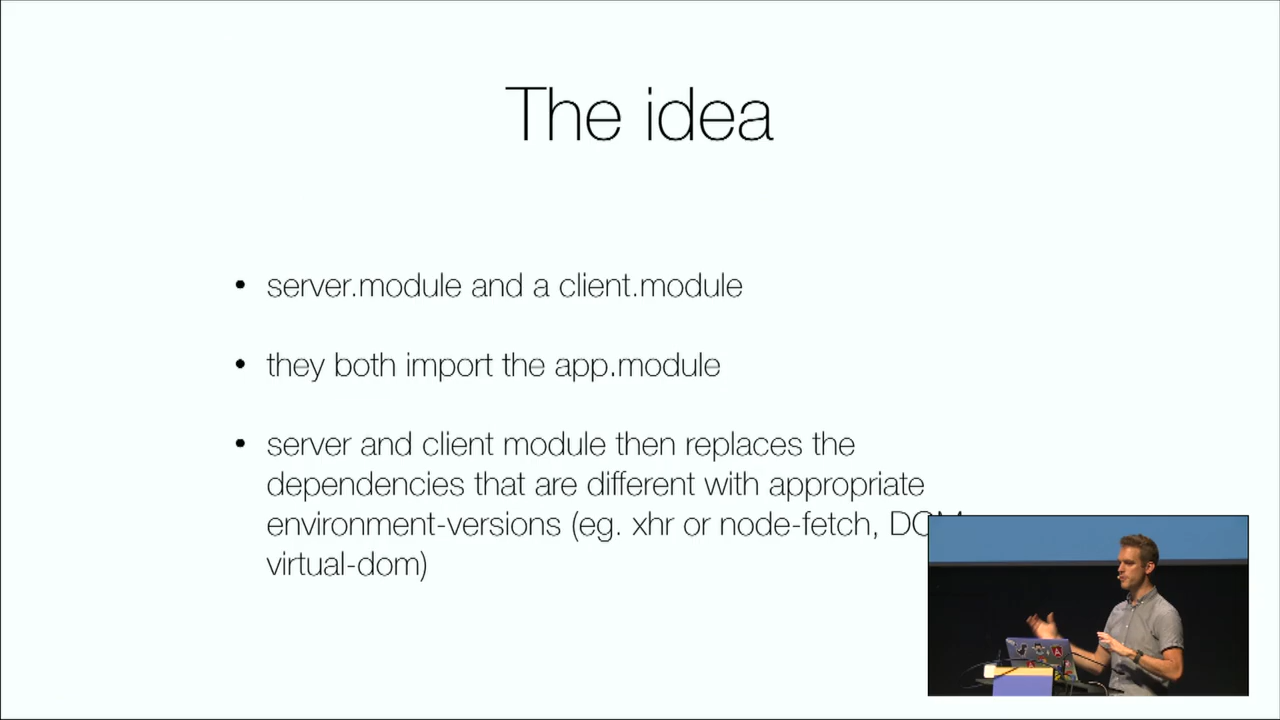 The idea
• server.module and a client.module
• they both import the app.module
• server and client module then replaces the
dependencies that are different with appropriate
environment-versions (eg. xhr or node-fetch, DOM
virtual-dom)